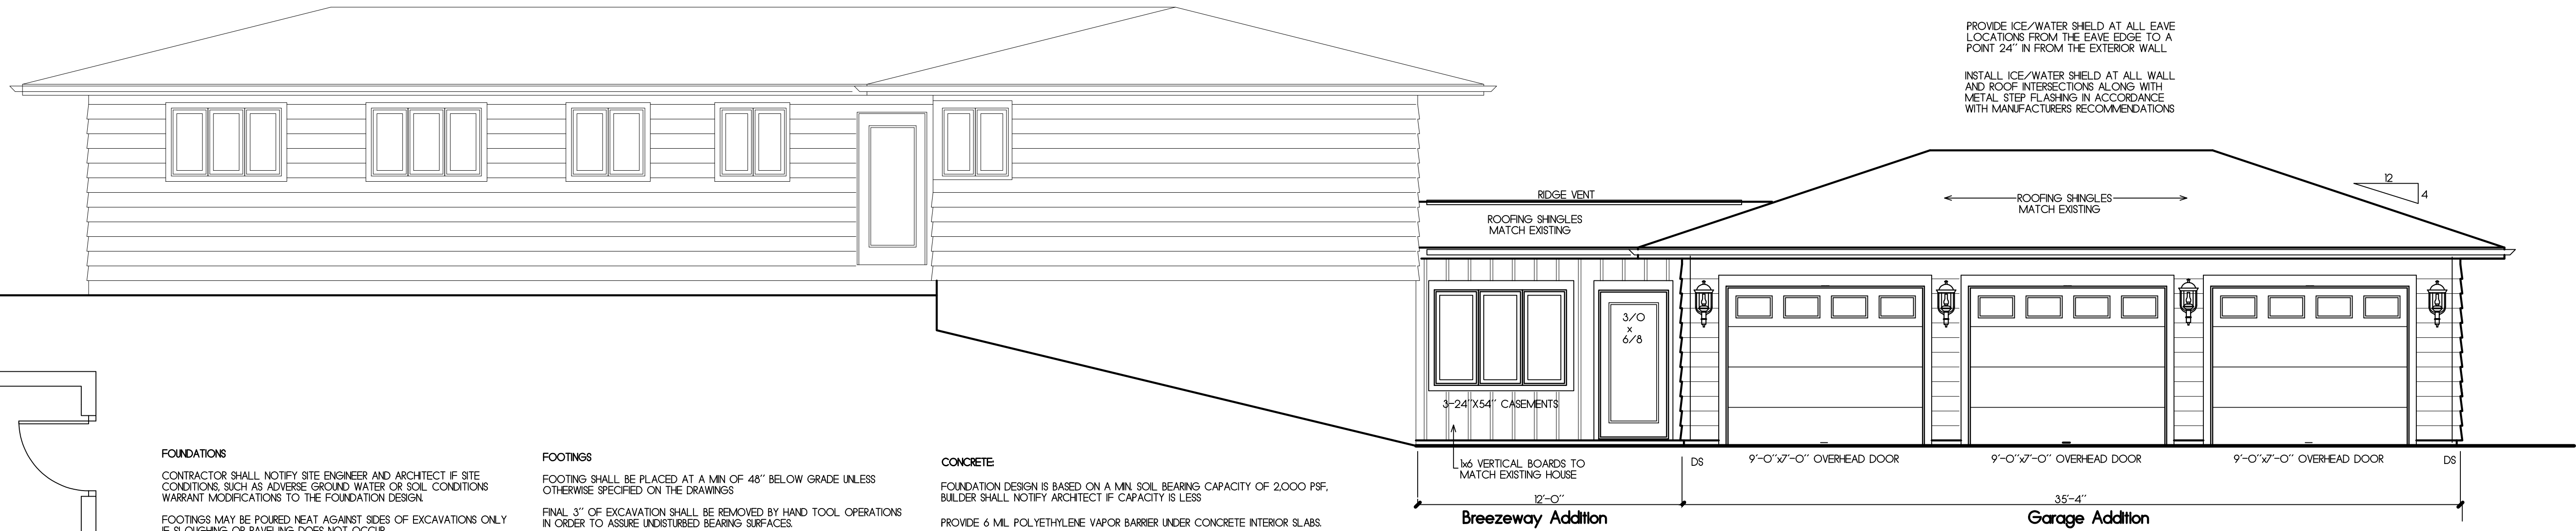 PROVIDE ICE/WATER SHIELD AT ALL EAVE
LOCATIONS FROM THE EAVE EDGE TO A
POINT 24" IN FROM THE EXTERIOR WALL
INSTALL ICE/WATER SHIELD AT ALL WALL
AND ROOF INTERSECTIONS ALONG WITH
METAL STEP FLASHING IN ACCORDANCE
WITH MANUFACTURERS RECOMMENDATIONS
12
4
RIDGE VENT
ROOFING SHINGLES
MATCH EXISTING
ROOFING SHINGLES
MATCH EXISTING
3/0
x
6/8
3-24"X54" CASEMENTS
1x6 VERTICAL BOARDS TO
MATCH EXISTING HOUSE
DS
9'-0"x7'-0" OVERHEAD DOOR
9'-0"x7'-0" OVERHEAD DOOR
9'-0"x7'-0" OVERHEAD DOOR
DS
12'-0"
35'-4"
Breezeway Addition
Garage Addition
FOUNDATIONS
CONTRACTOR SHALL NOTIFY SITE ENGINEER AND ARCHITECT IF SITE
CONDITIONS, SUCH AS ADVERSE GROUND WATER OR SOIL CONDITIONS
WARRANT MODIFICATIONS TO THE FOUNDATION DESIGN.
FOOTINGS MAY BE POURED NEAT AGAINST SIDES OF EXCAVATIONS ONLY
IF SLOUGHING OR RAVELING DOES NOT OCCUR
FOOTINGS
FOOTING SHALL BE PLACED AT A MIN OF 48" BELOW GRADE UNLESS
OTHERWISE SPECIFIED ON THE DRAWINGS
FINAL 3" OF EXCAVATION SHALL BE REMOVED BY HAND TOOL OPERATIONS
IN ORDER TO ASSURE UNDISTURBED BEARING SURFACES.
CONCRETE:
FOUNDATION DESIGN IS BASED ON A MIN. SOIL BEARING CAPACITY OF 2,000 PSF,
BUILDER SHALL NOTIFY ARCHITECT IF CAPACITY IS LESS
PROVIDE 6 MIL POLYETHYLENE VAPOR BARRIER UNDER CONCRETE INTERIOR SLABS.